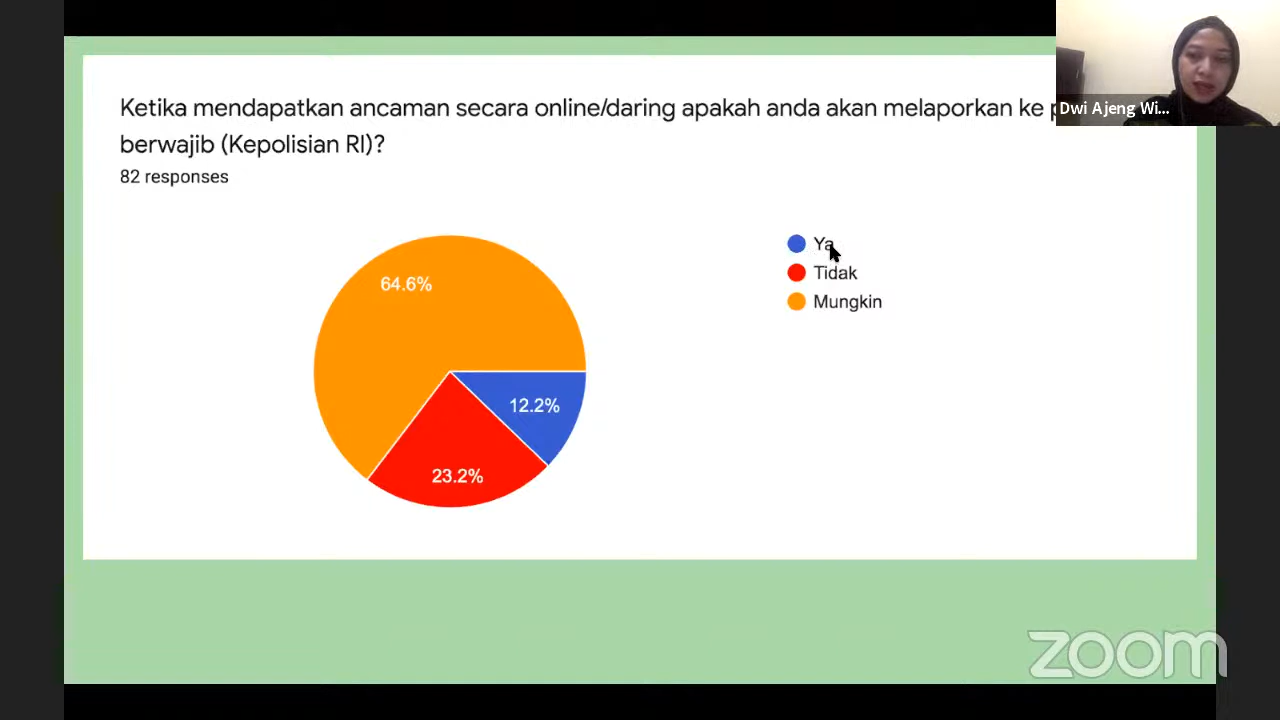 Ketika mendapatkan ancaman secara online/daring apakah anda akan melaporkan ke
berwajib (Kepolisian RI)?
82 responses
64.6%
12.2%
23.2%
Ya
Tidak
Mungkin
Dwi Ajeng Wi...
zoom